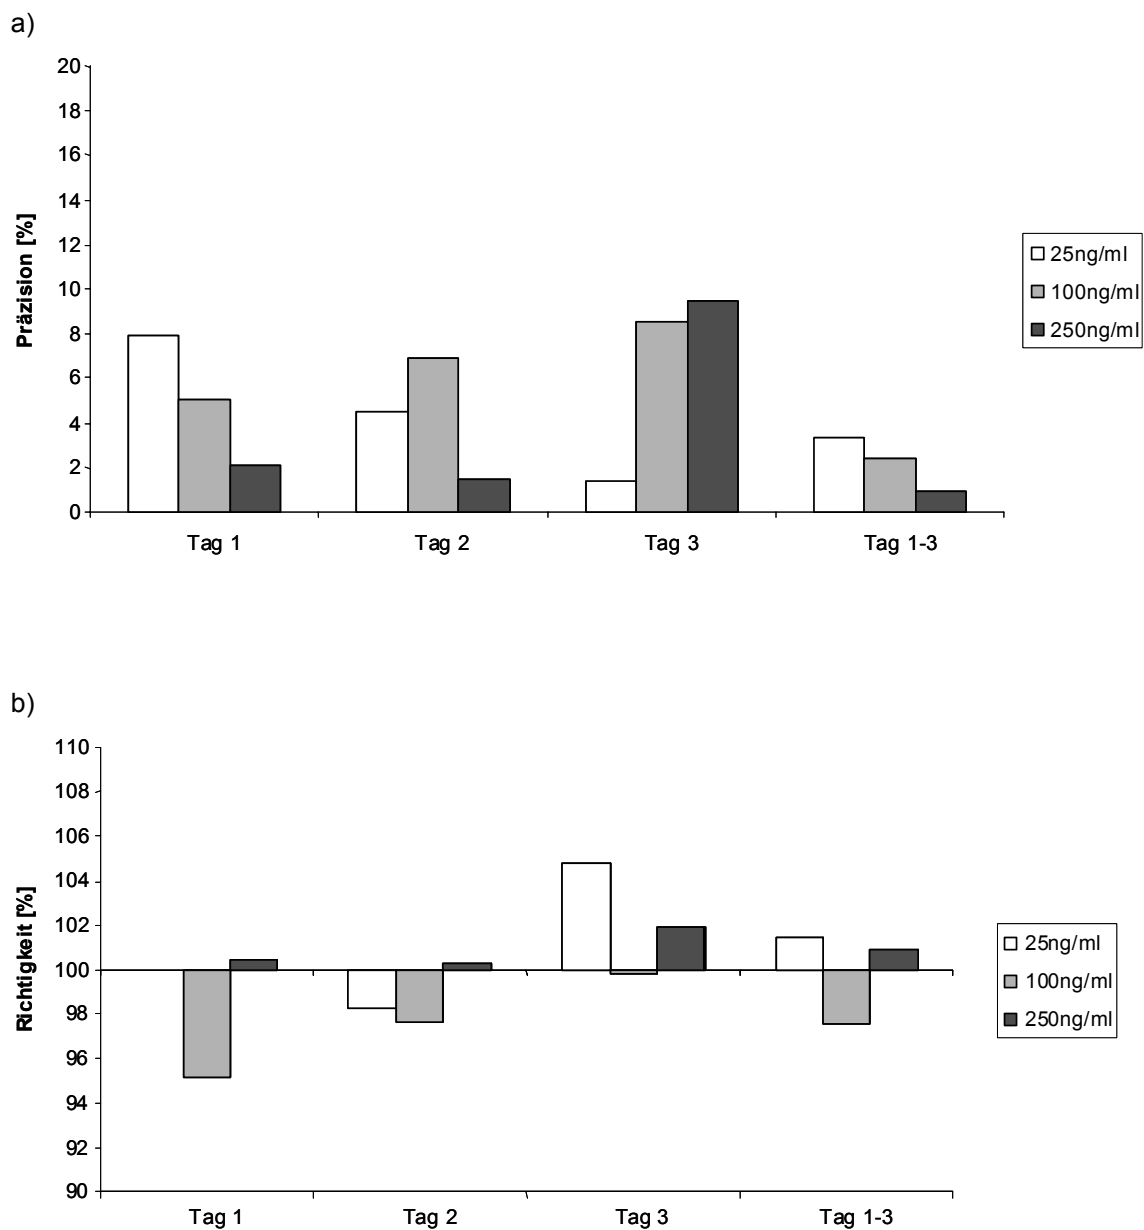 a)
20
18
16
14
12
10
8
6
4
2
0
Präzision [%]
Tag 1
Tag 2
Tag 3
Tag 1-3
25ng/ml
100ng/ml
250ng/ml
b)
110
108
106
104
102
100
98
96
94
92
90
Richtigkeit [%]
Tag 1
Tag 2
Tag 3
Tag 1-3
25ng/ml
100ng/ml
250ng/ml